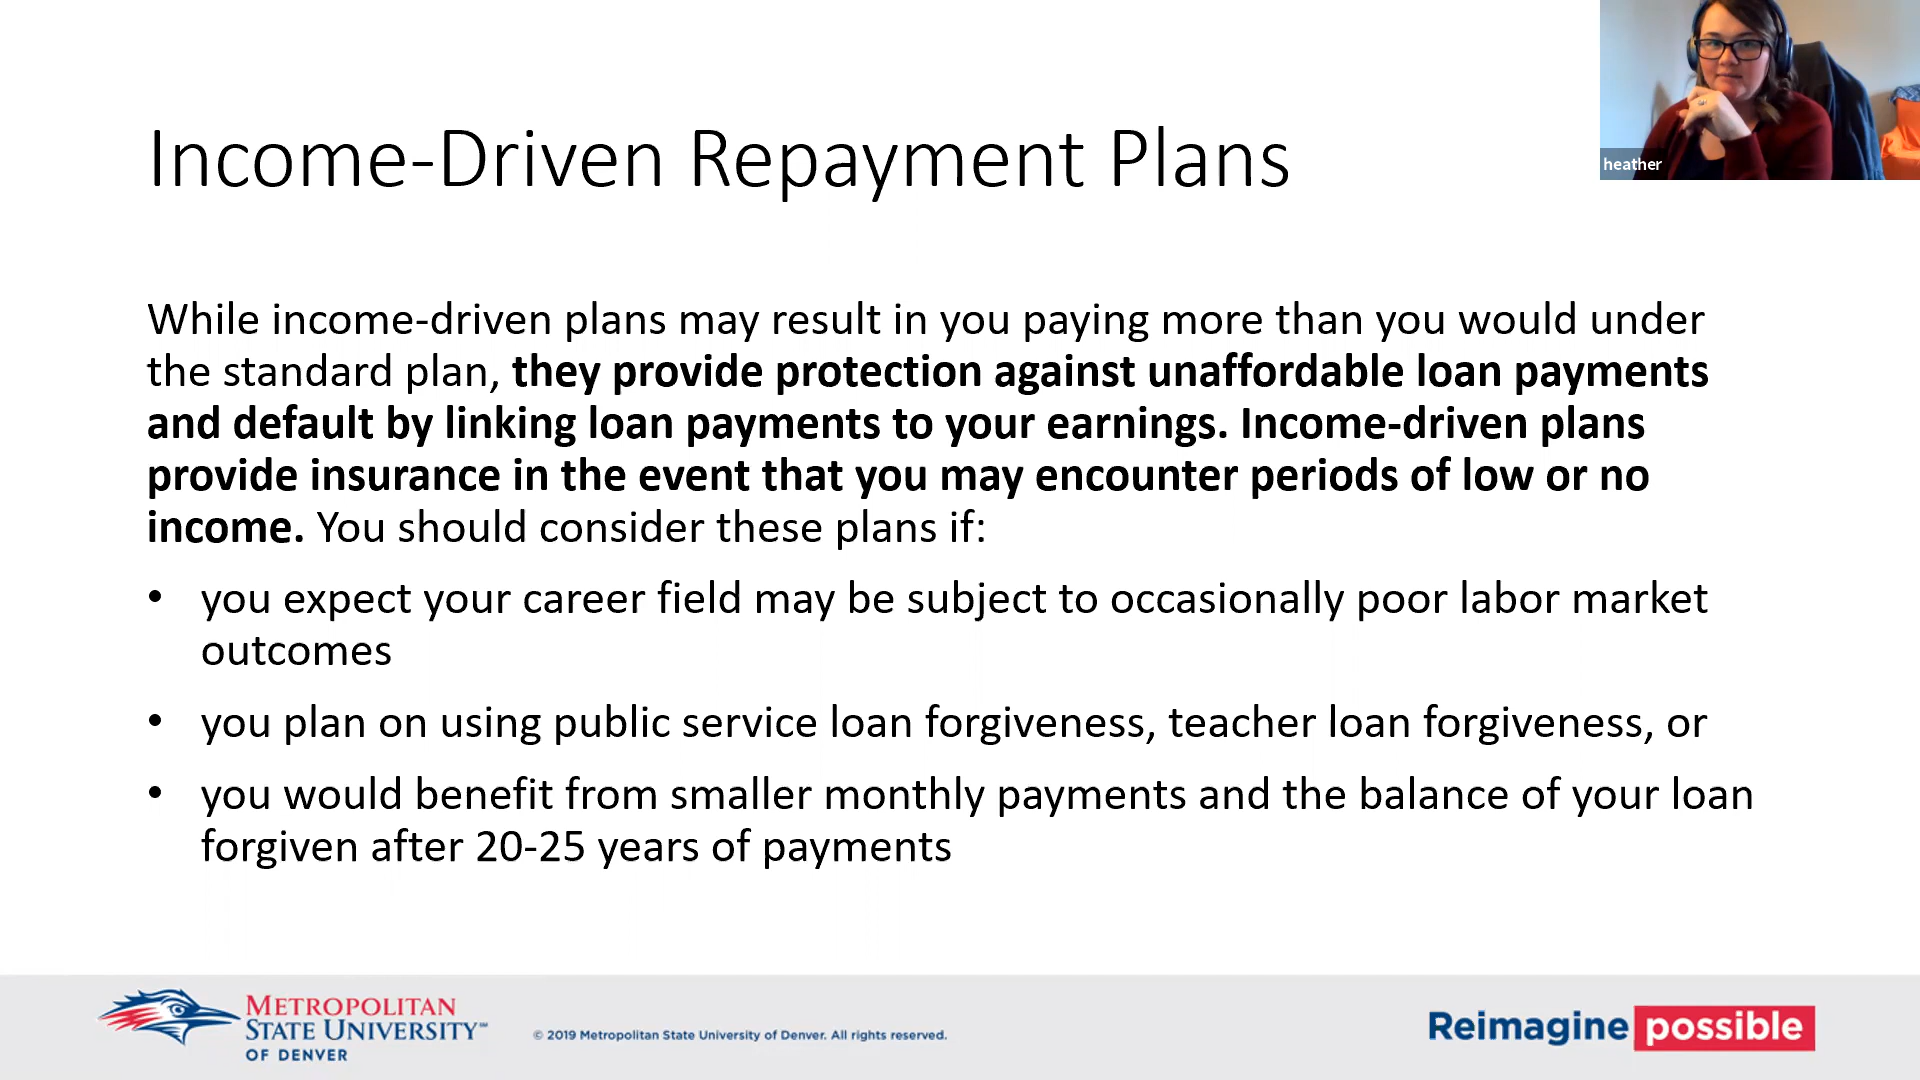 heather
Income-Driven Repayment Plans
While income-driven plans may result in you paying more than you would under
the standard plan, they provide protection against unaffordable loan payments
and default by linking loan payments to your earnings. Income-driven plans
provide insurance in the event that you may encounter periods of low or no
income. You should consider these plans if:
• you expect your career field may be subject to occasionally poor labor market
outcomes
• you plan on using public service loan forgiveness, teacher loan forgiveness, or
• you would benefit from smaller monthly payments and the balance of your loan
forgiven after 20-25 years of payments
METROPOLITAN
STATE UNIVERSITY℠
OF DENVER
© 2019 Metropolitan State University of Denver. All rights reserved.
Reimagine possible